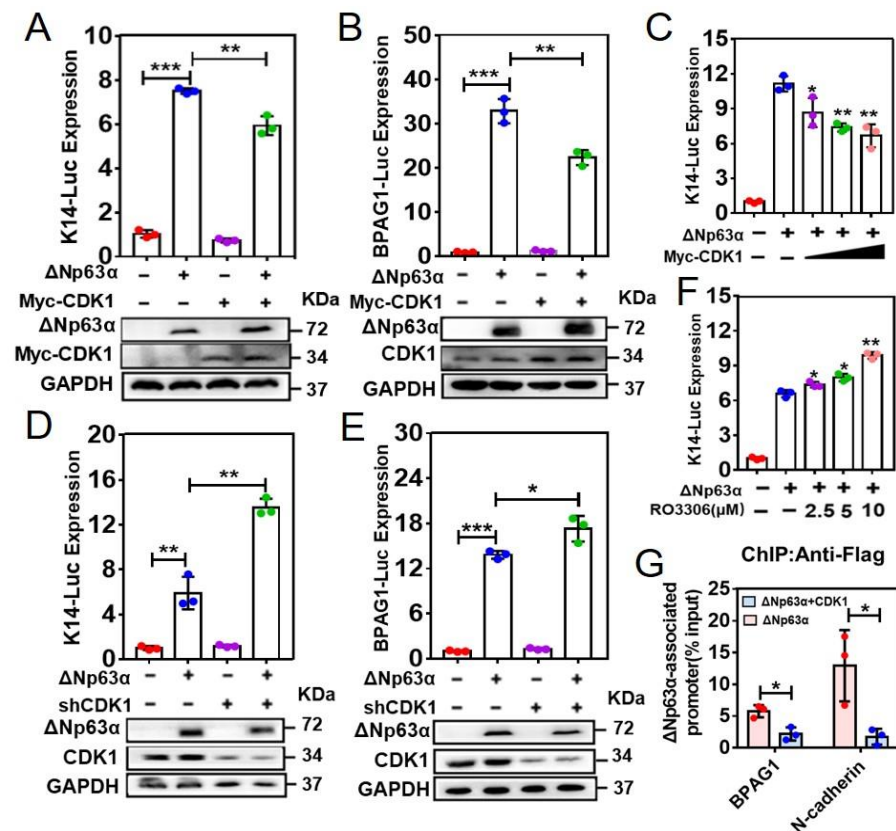 A
K14-Luc Expression
8
6
4
2
0
***
**
ΔNp63α − + − +
Myc-CDK1 − − + + KDa
ΔNp63α 72
Myc-CDK1 34
GAPDH 37
B
BPAG1-Luc Expression
50
40
30
20
10
0
***
**
ΔNp63α − + − +
Myc-CDK1 − − + + KDa
ΔNp63α 72
CDK1 34
GAPDH 37
C
K14-Luc Expression
15
12
9
6
3
0
* ** **
ΔNp63α − + + + +
Myc-CDK1 − −
D
K14-Luc Expression
20
16
12
8
4
0
**
**
ΔNp63α − + − +
shCDK1 − − + + KDa
ΔNp63α 72
CDK1 34
GAPDH 37
E
BPAG1-Luc Expression
30
24
18
12
6
0
***
*
ΔNp63α − + − +
shCDK1 − − + + KDa
ΔNp63α 72
CDK1 34
GAPDH 37
F
K14-Luc Expression
15
12
9
6
3
0
* * **
ΔNp63α − + + + +
RO3306(μM) − − 2.5 5 10
G
ChIP:Anti-Flag
ΔNp63α-associated
promoter(% input)
25
20
15
10
5
0
ΔNp63α+CDK1
ΔNp63α
*
*
BPAG1
N-cadherin